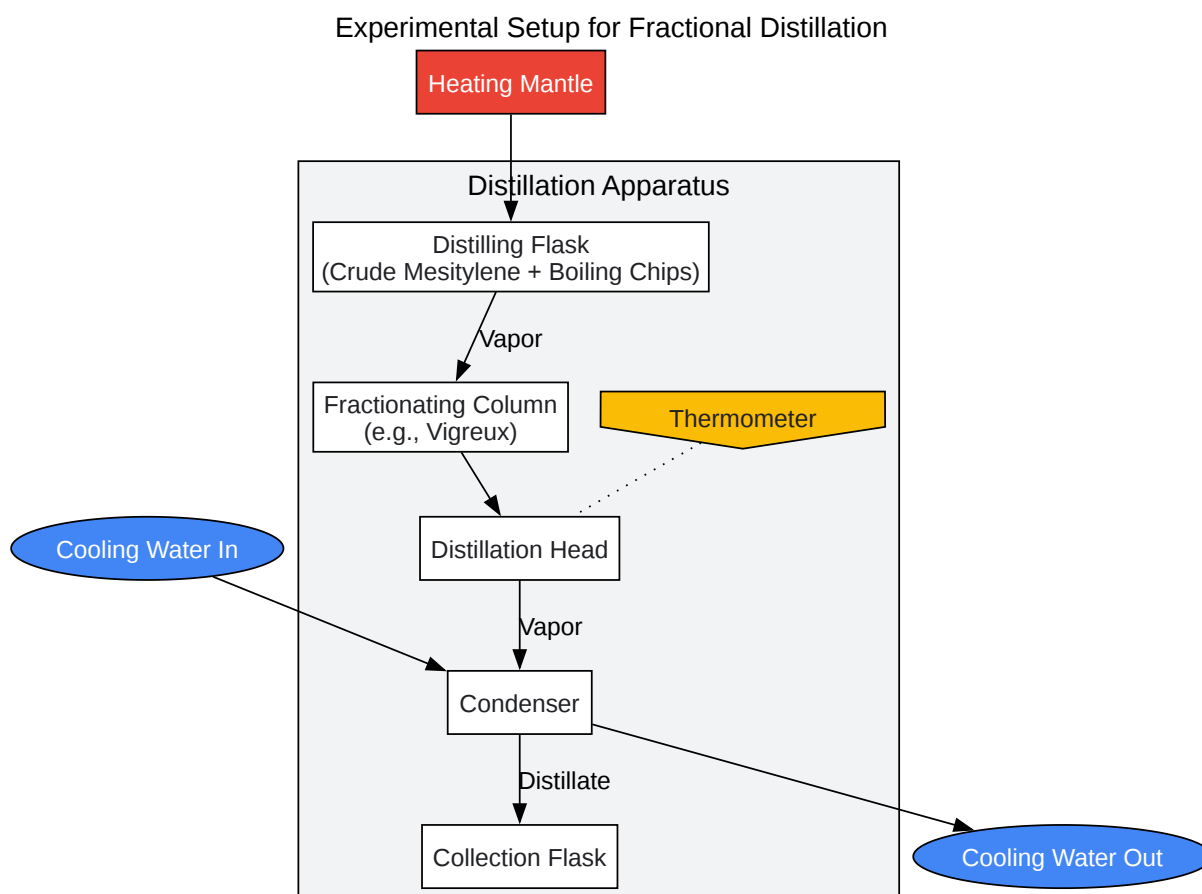 Experimental Setup for Fractional Distillation
Heating Mantle
Distillation Apparatus
Distilling Flask
(Crude Mesitylene + Boiling Chips)
Vapor
Fractionating Column
(e.g., Vigreux)
Thermometer
Cooling Water In
Distillation Head
Vapor
Condenser
Distillate
Collection Flask
Cooling Water Out